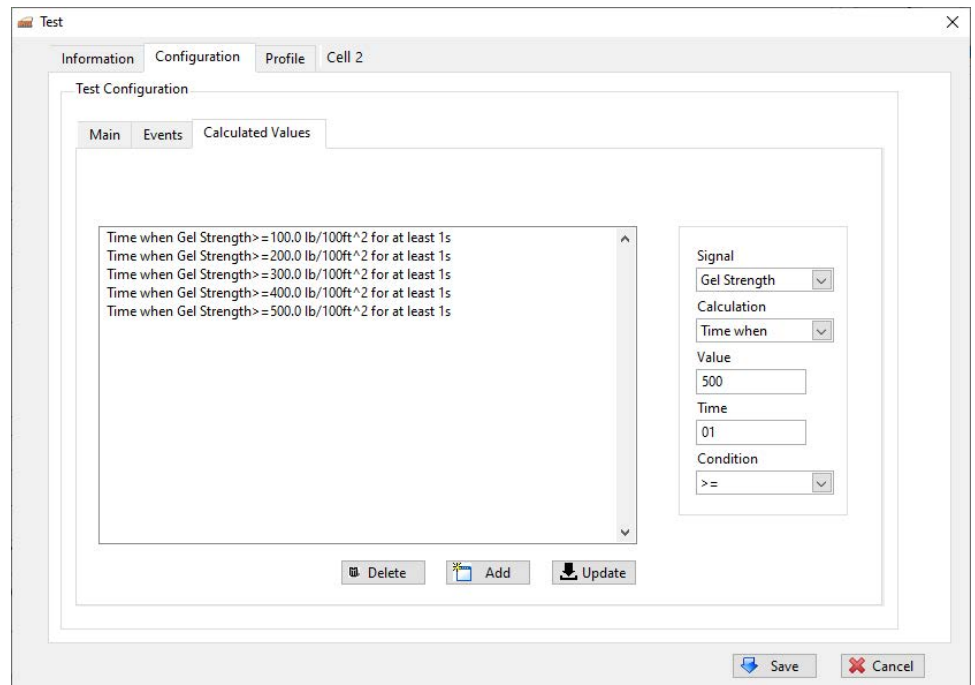 Test
Information Configuration Profile Cell 2
Test Configuration
Main Events Calculated Values
Time when Gel Strength>=100.0 lb/100ft^2 for at least 1s
Time when Gel Strength>=200.0 lb/100ft^2 for at least 1s
Time when Gel Strength>=300.0 lb/100ft^2 for at least 1s
Time when Gel Strength>=400.0 lb/100ft^2 for at least 1s
Time when Gel Strength>=500.0 lb/100ft^2 for at least 1s
Signal
Gel Strength
Calculation
Time when
Value
500
Time
01
Condition
>=
Delete Add Update
Save Cancel